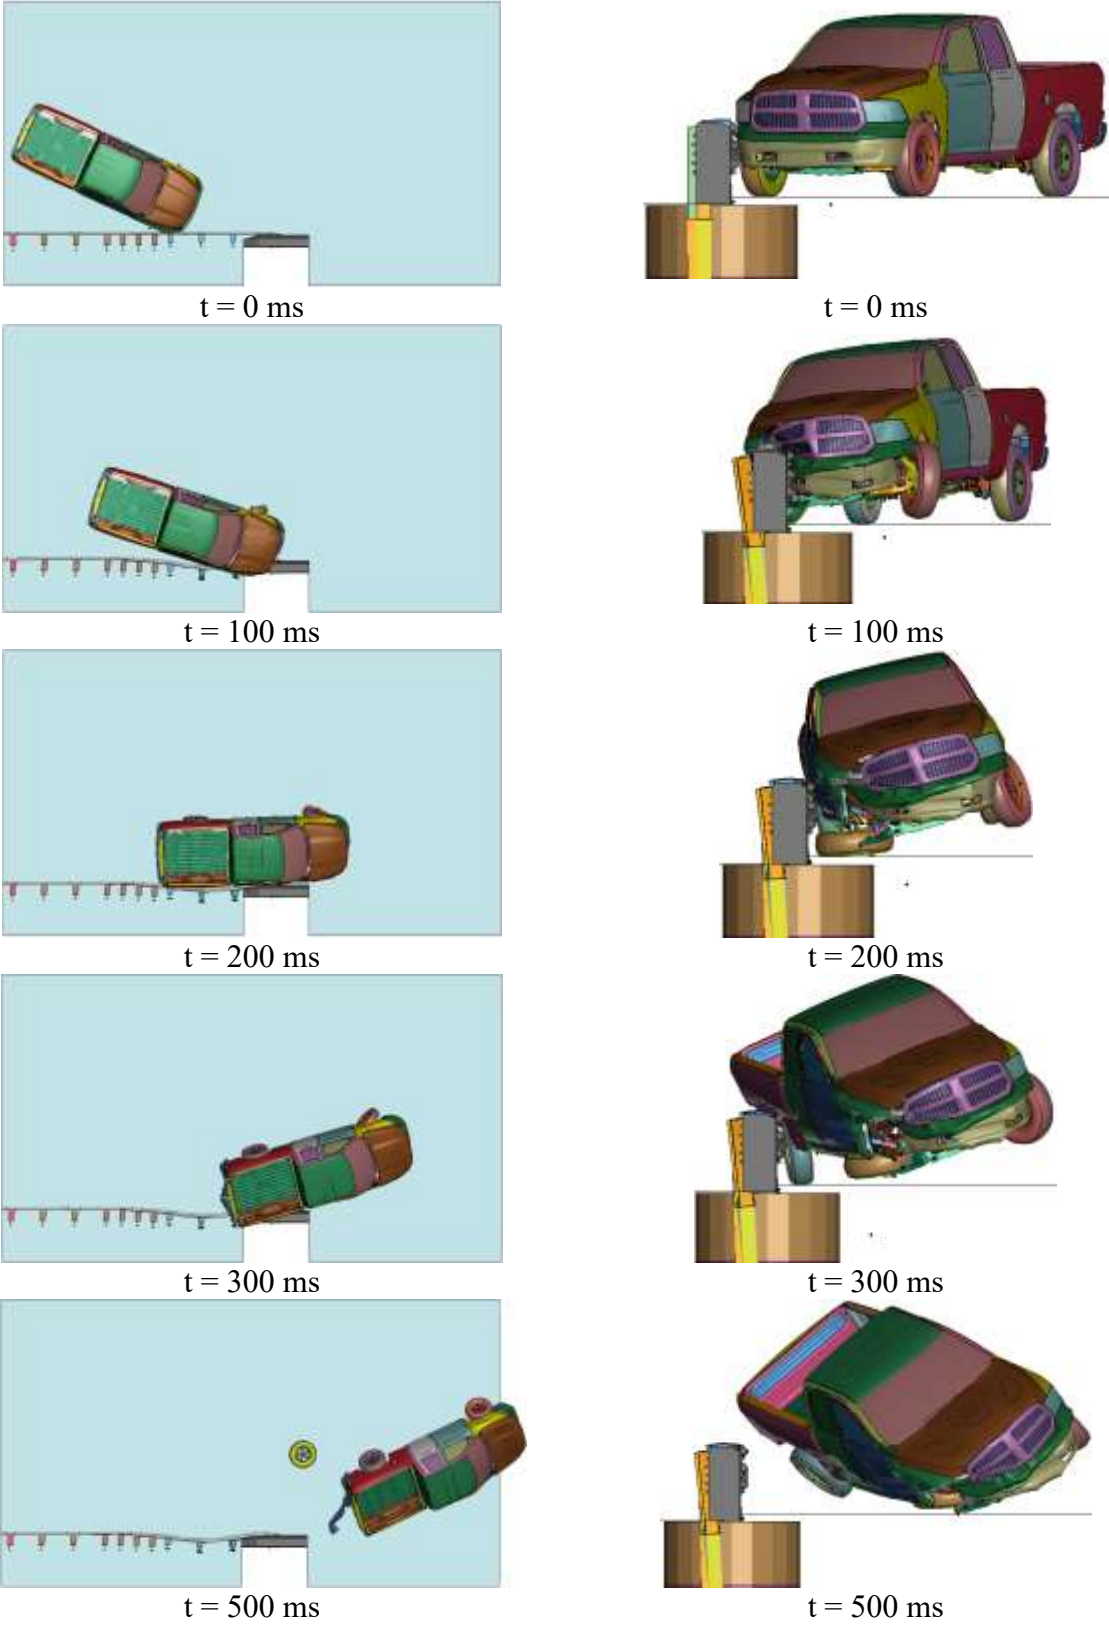 t = 0 ms
t = 0 ms
t = 100 ms
t = 100 ms
t = 200 ms
t = 200 ms
t = 300 ms
t = 300 ms
t = 500 ms
t = 500 ms